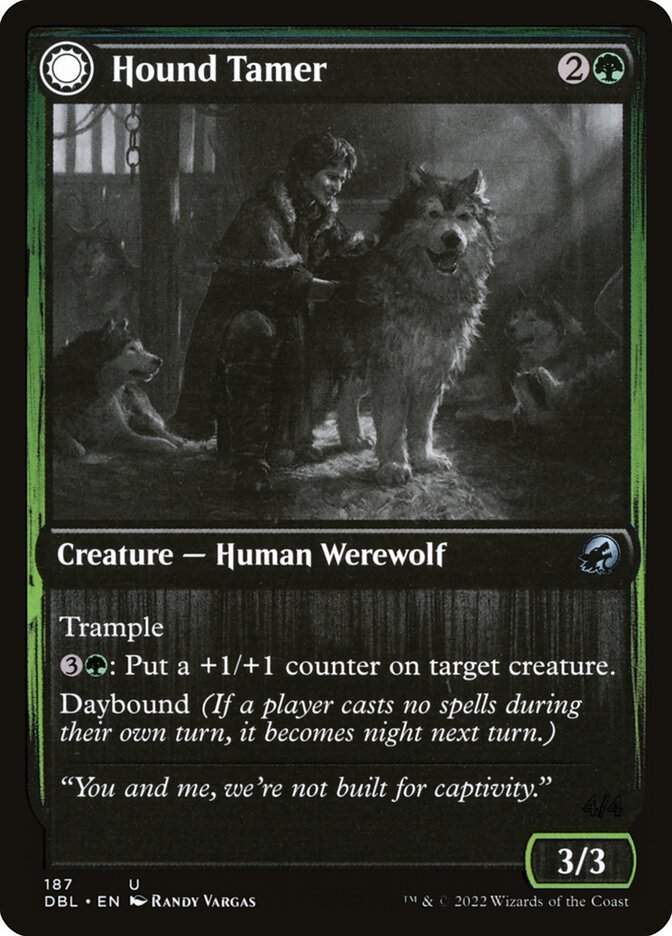 Hound Tamer 2
Creature — Human Werewolf
Trample
3: Put a +1/+1 counter on target creature.
Daybound (If a player casts no spells during
their own turn, it becomes night next turn.)
“You and me, we’re not built for captivity.”
4/4
3/3
187 U
DBL • EN Randy Vargas ™ & © 2022 Wizards of the Coast